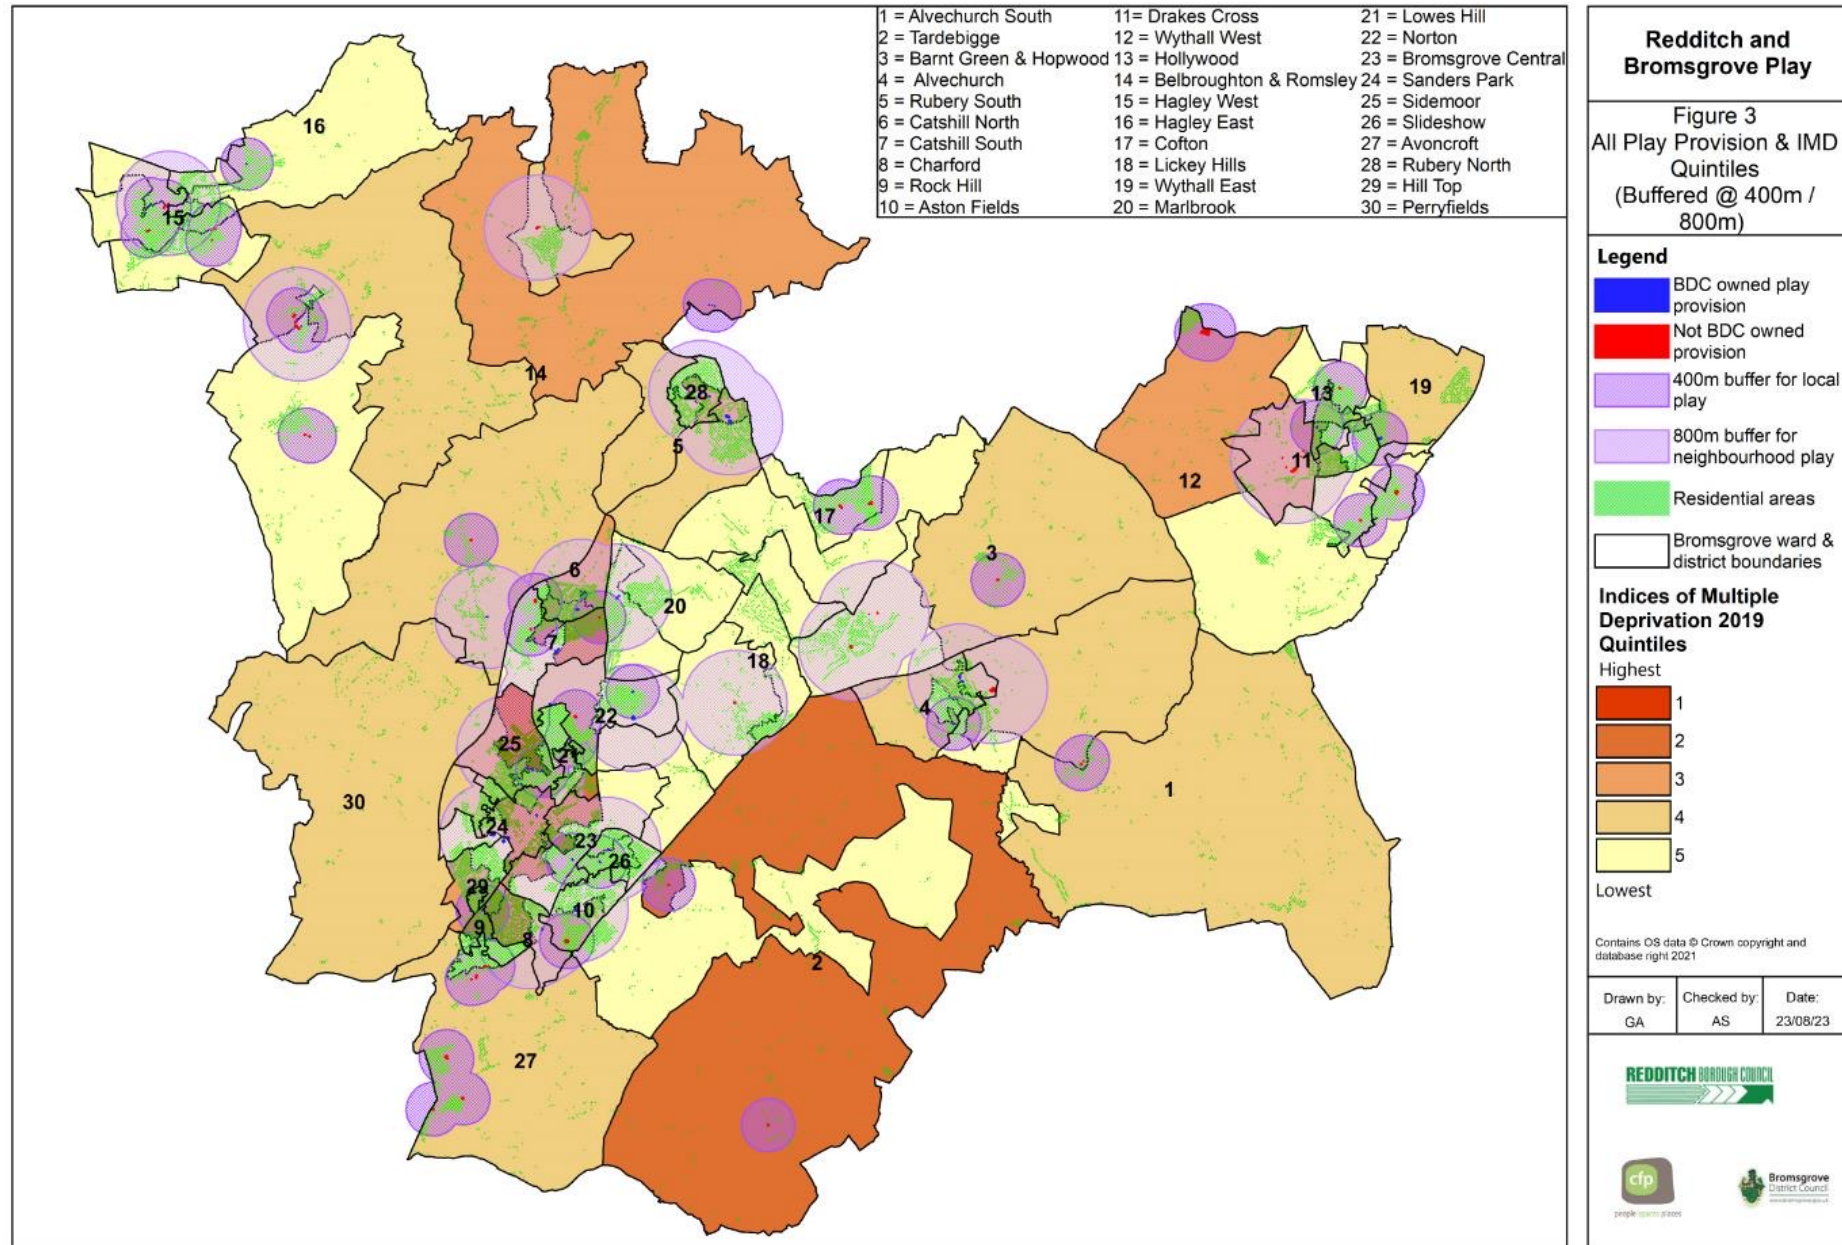 1 = Alvechurch South
2 = Tardebigge
3 = Barnt Green & Hopwood
4 = Alvechurch
5 = Rubery South
6 = Catshill North
7 = Catshill South
8 = Charford
9 = Rock Hill
10 = Aston Fields
11= Drakes Cross
12 = Wythall West
13 = Hollywood
14 = Belbroughton & Romsley
15 = Hagley West
16 = Hagley East
17 = Cofton
18 = Lickey Hills
19 = Wythall East
20 = Marlbrook
21 = Lowes Hill
22 = Norton
23 = Bromsgrove Central
24 = Sanders Park
25 = Sidemoor
26 = Slideshow
27 = Avoncroft
28 = Rubery North
29 = Hill Top
30 = Perryfields
16
15
14
28
5
13
19
11
12
17
3
6
20
7
18
22
4
25
21
30
1
24
23
26
29
10
9
8
2
27
Redditch and
Bromsgrove Play
Figure 3
All Play Provision & IMD
Quintiles
(Buffered @ 400m /
800m)
Legend
BDC owned play
provision
Not BDC owned
provision
400m buffer for local
play
800m buffer for
neighbourhood play
Residential areas
Bromsgrove ward &
district boundaries
Indices of Multiple
Deprivation 2019
Quintiles
Highest
1
2
3
4
5
Lowest
Contains OS data © Crown copyright and
database right 2021
Drawn by:
GA
Checked by:
AS
Date:
23/08/23
REDDITCH BOROUGH COUNCIL
cfp
people spaces places
Bromsgrove
District Council